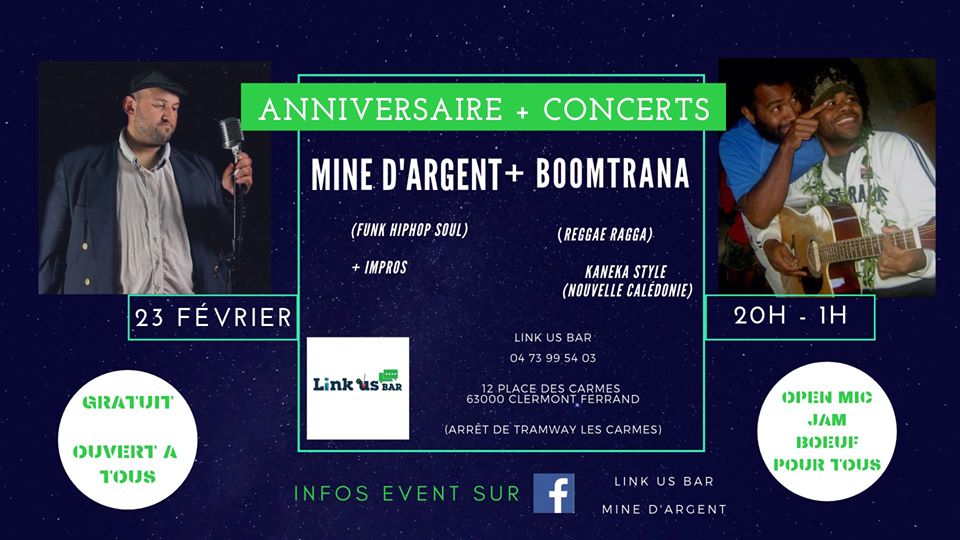 ANNIVERSAIRE + CONCERTS
MINE D'ARGENT + BOOMTRANA
(FUNK HIPHOP SOUL)
+ IMPROS
(REGGAE RAGGA)
KANEKA STYLE
(NOUVELLE CALÉDONIE)
23 FÉVRIER
20H - 1H
LINK US BAR
04 73 99 54 03
12 PLACE DES CARMES
63000 CLERMONT FERRAND
(ARRÊT DE TRAMWAY LES CARMES)
Link us BAR
GRATUIT
OUVERT A
TOUS
OPEN MIC
JAM
BOEUF
POUR TOUS
INFOS EVENT SUR
f
LINK US BAR
MINE D'ARGENT